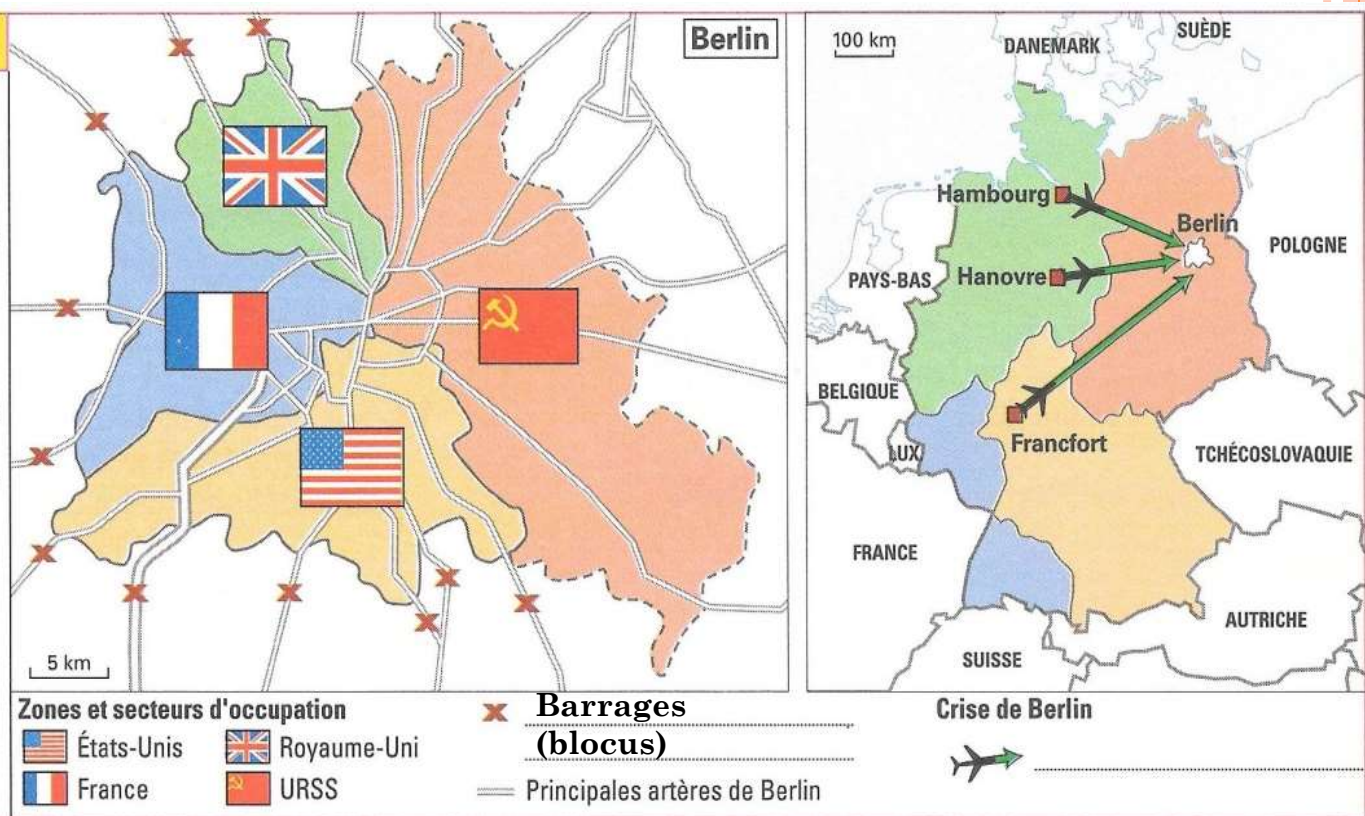 Berlin
5 km
100 km
DANEMARK
SUÈDE
Hambourg
Berlin
POLOGNE
Hanovre
PAYS-BAS
BELGIQUE
Francfort
LUX.
TCHÉCOSLOVAQUIE
FRANCE
AUTRICHE
SUISSE
Zones et secteurs d'occupation
États-Unis
Royaume-Uni
France
URSS
Barrages
(blocus)
Principales artères de Berlin
Crise de Berlin